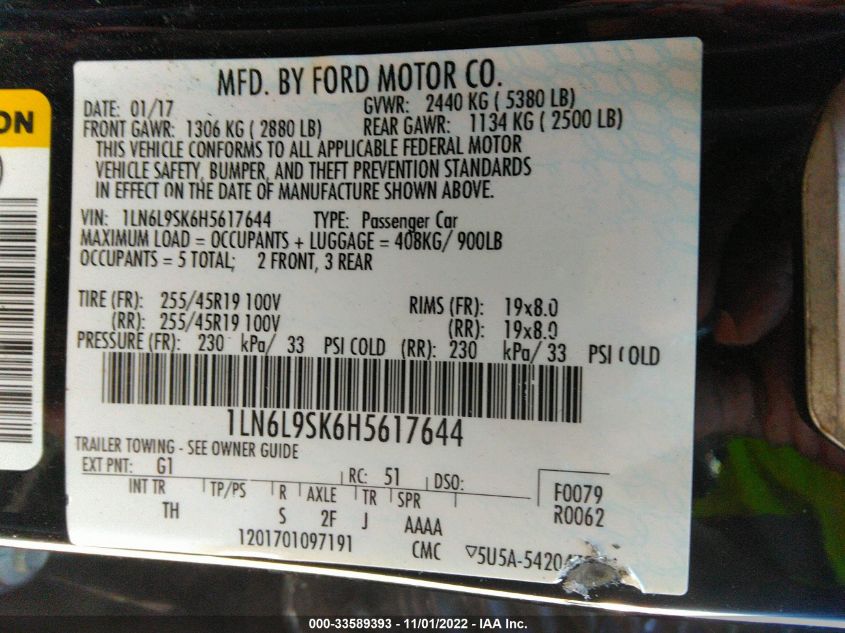 ON
MFD. BY FORD MOTOR CO.
DATE: 01/17 GVWR: 2440 KG ( 5380 LB)
FRONT GAWR: 1306 KG ( 2880 LB) REAR GAWR: 1134 KG ( 2500 LB)
THIS VEHICLE CONFORMS TO ALL APPLICABLE FEDERAL MOTOR
VEHICLE SAFETY, BUMPER, AND THEFT PREVENTION STANDARDS
IN EFFECT ON THE DATE OF MANUFACTURE SHOWN ABOVE.
VIN: 1LN6L9SK6H5617644 TYPE: Passenger Car
MAXIMUM LOAD = OCCUPANTS + LUGGAGE = 408KG/ 900LB
OCCUPANTS = 5 TOTAL; 2 FRONT, 3 REAR
TIRE (FR): 255/45R19 100V RIMS (FR): 19x8.0
(RR): 255/45R19 100V (RR): 19x8.0
PRESSURE (FR): 230 kPa/ 33 PSI COLD (RR): 230 kPa/ 33 PSI COLD
1LN6L9SK6H5617644
TRAILER TOWING - SEE OWNER GUIDE
EXT PNT: G1 RC: 51 DSO:
INT TR TP/PS R AXLE TR SPR F0079
TH S 2F J AAAA R0062
1201701097191 CMC ▽5U5A-5420
000-33589393 - 11/01/2022 - IAA Inc.